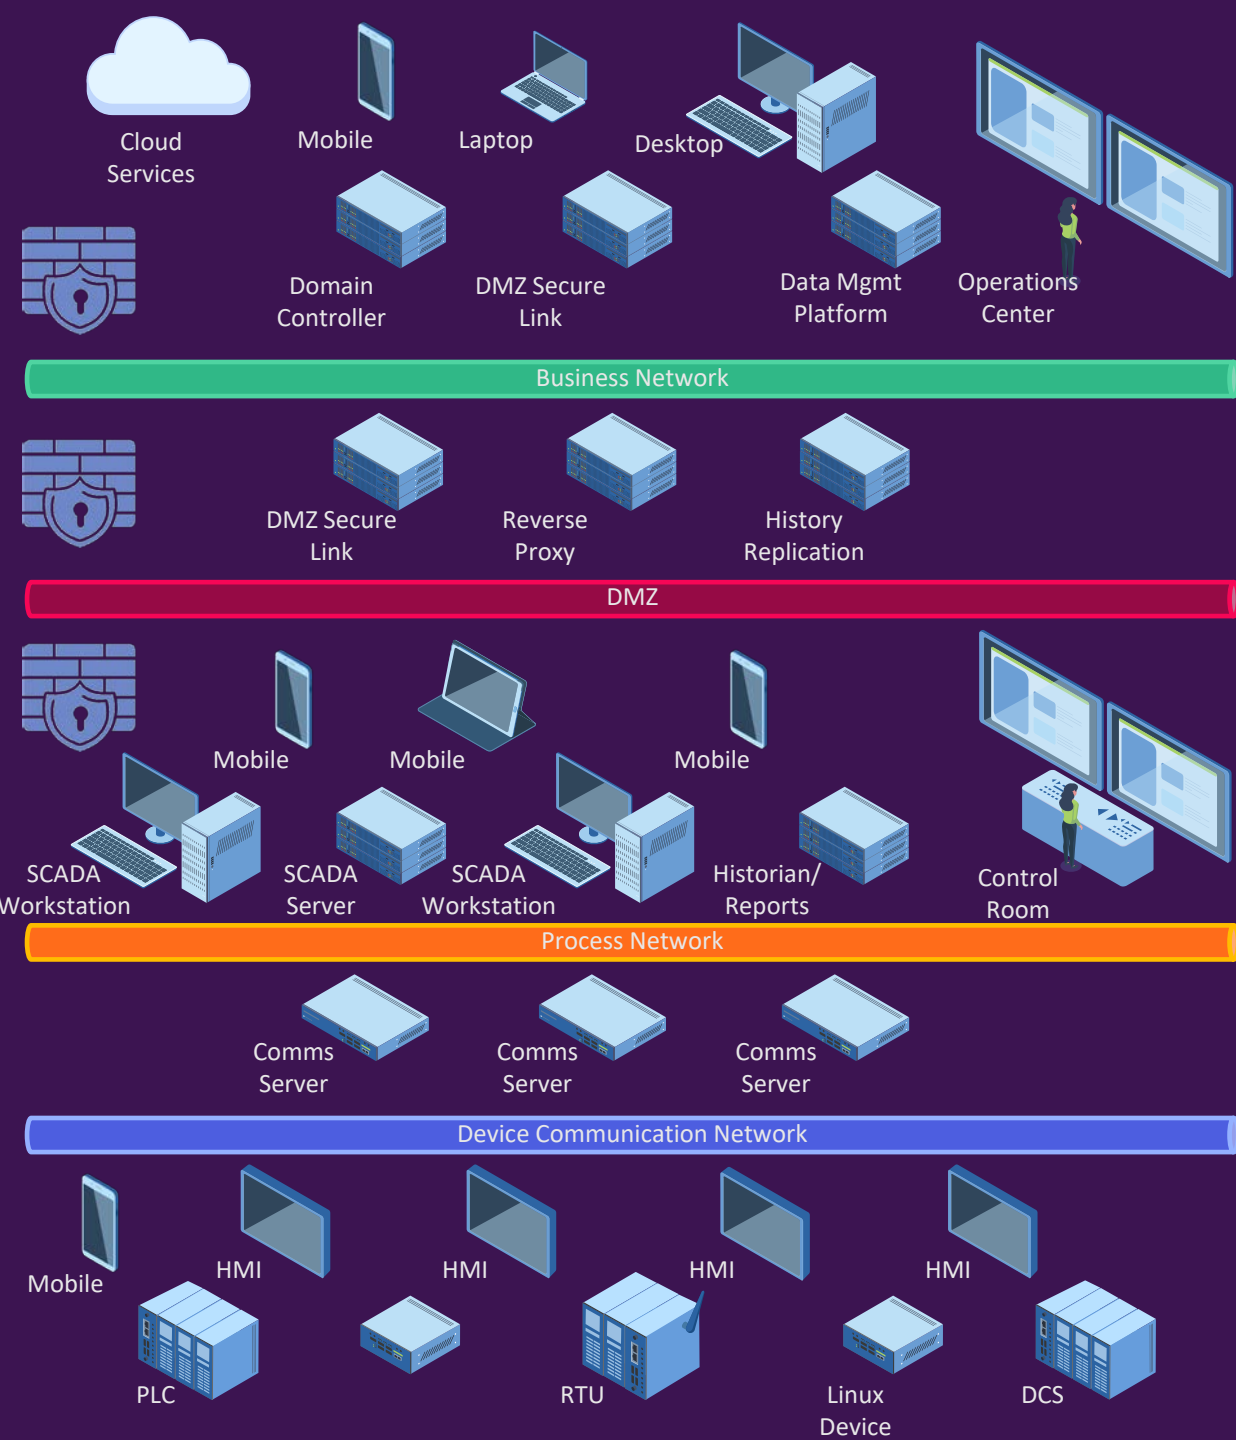 Cloud
Services
Mobile
Laptop
Desktop
Domain
Controller
DMZ Secure
Link
Data Mgmt
Platform
Operations
Center
Business Network
DMZ Secure
Link
Reverse
Proxy
History
Replication
DMZ
Mobile
Mobile
Mobile
SCADA
Workstation
SCADA
Server
SCADA
Workstation
Historian/
Reports
Control
Room
Process Network
Comms
Server
Comms
Server
Comms
Server
Device Communication Network
Mobile
HMI
HMI
HMI
HMI
PLC
RTU
Linux
Device
DCS